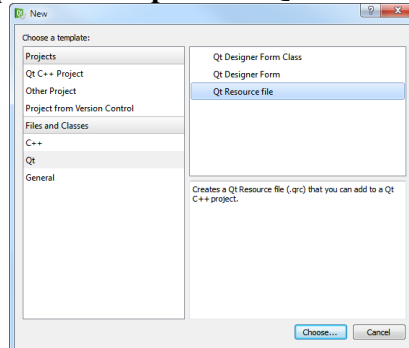 New
Choose a template:
Projects
Qt C++ Project
Other Project
Project from Version Control
Files and Classes
C++
Qt
General
Qt Designer Form Class
Qt Designer Form
Qt Resource file
Creates a Qt Resource file (.qrc) that you can add to a Qt
C++ project.
Choose...
Cancel